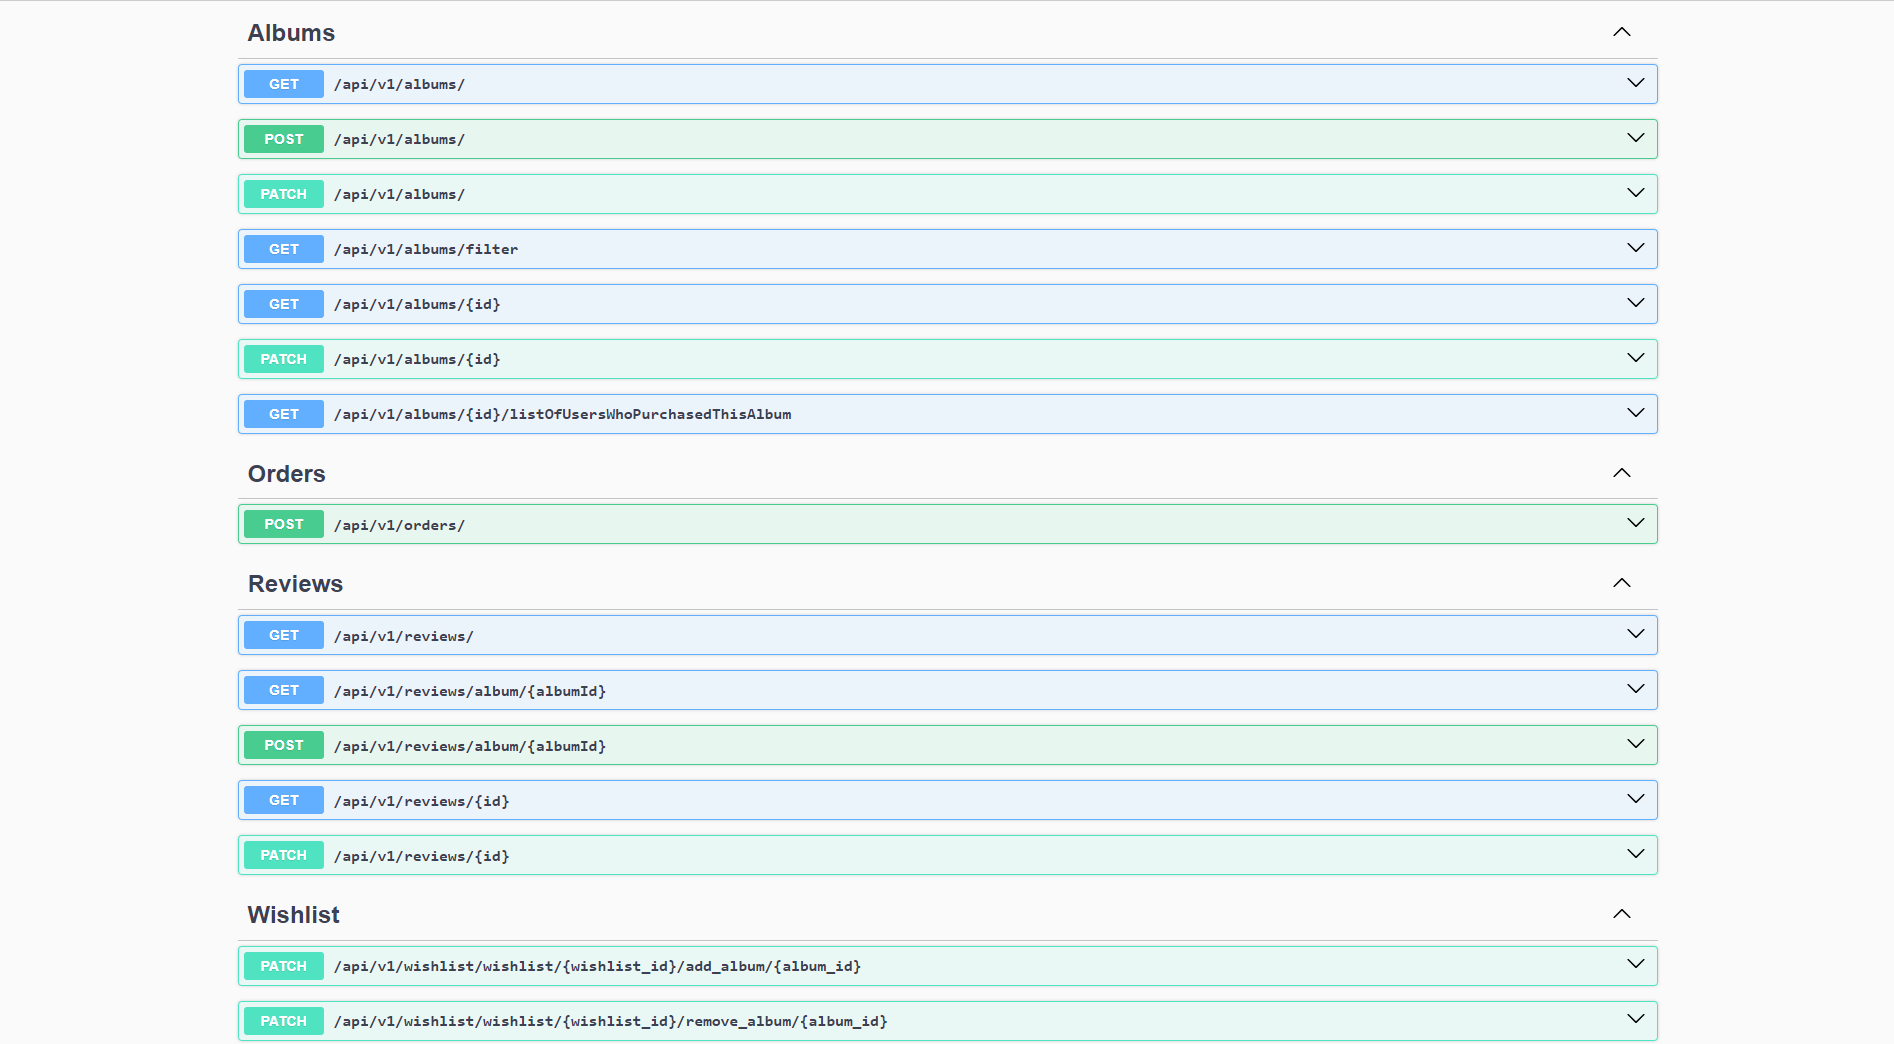 Albums
GET /api/v1/albums/
POST /api/v1/albums/
PATCH /api/v1/albums/
GET /api/v1/albums/filter
GET /api/v1/albums/{id}
PATCH /api/v1/albums/{id}
GET /api/v1/albums/{id}/listOfUsersWhoPurchasedThisAlbum
Orders
POST /api/v1/orders/
Reviews
GET /api/v1/reviews/
GET /api/v1/reviews/album/{albumId}
POST /api/v1/reviews/album/{albumId}
GET /api/v1/reviews/{id}
PATCH /api/v1/reviews/{id}
Wishlist
PATCH /api/v1/wishlist/wishlist/{wishlist_id}/add_album/{album_id}
PATCH /api/v1/wishlist/wishlist/{wishlist_id}/remove_album/{album_id}